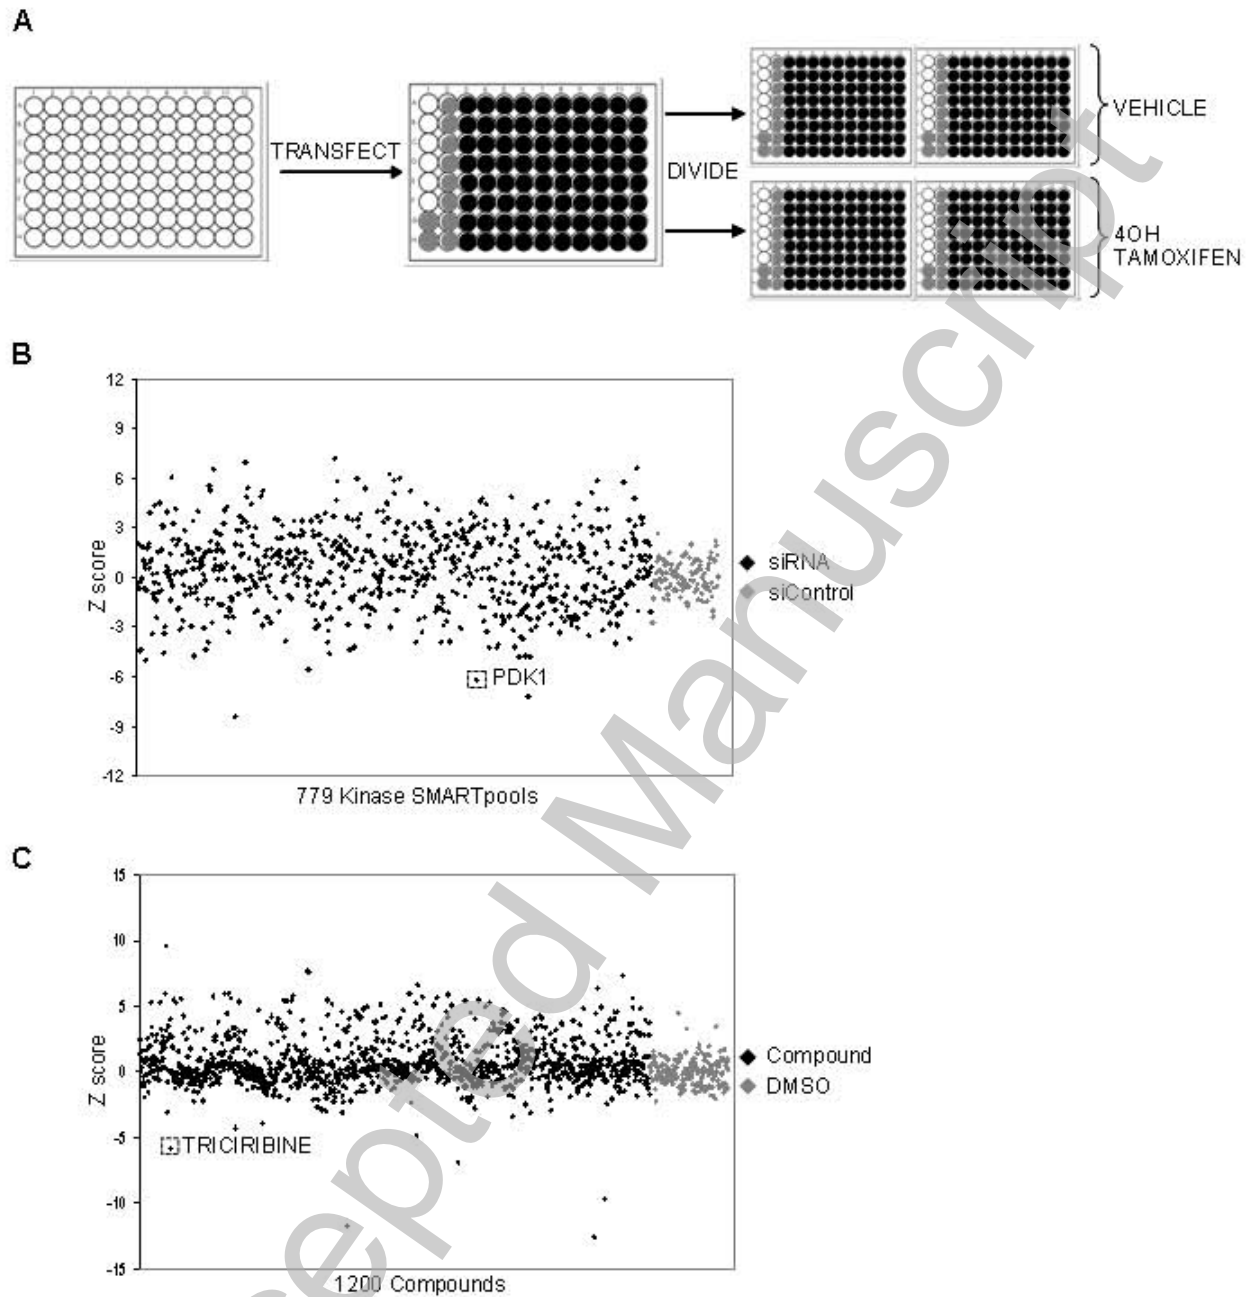 A
TRANSFECT
DIVIDE
VEHICLE
4OH
TAMOXIFEN
B
12
9
6
3
0
-3
-6
-9
-12
Z score
PDK1
siRNA
siControl
779 Kinase SMARTpools
C
15
10
5
0
-5
-10
-15
Z score
TRICIRIBINE
Compound
DMSO
1200 Compounds
cepted Manuscript